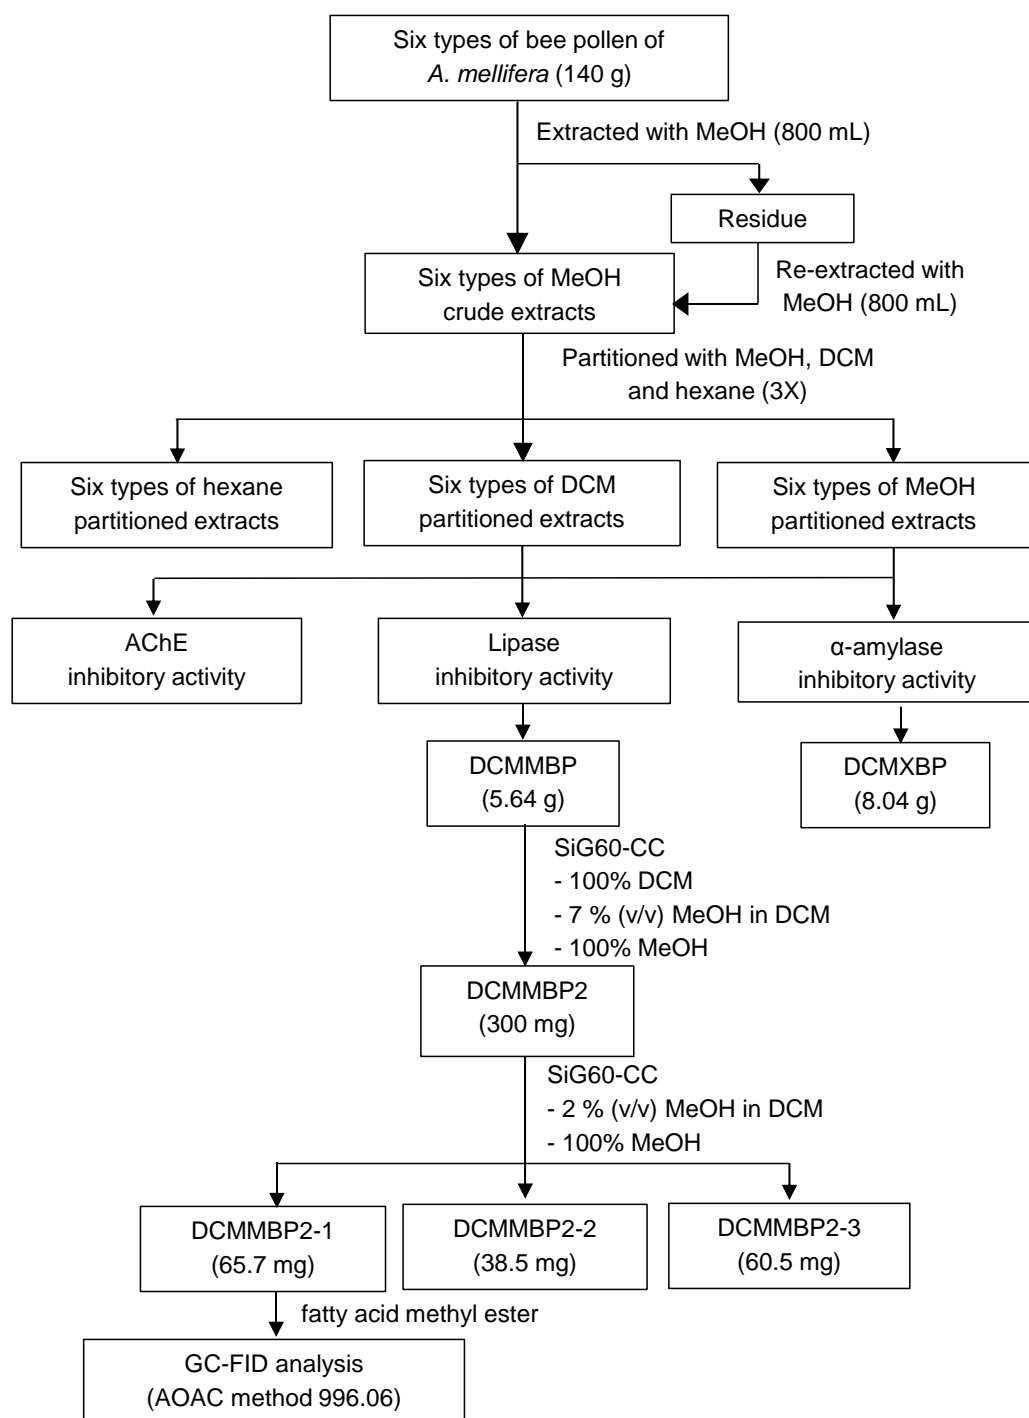 Six types of bee pollen of
A. mellifera (140 g)
Extracted with MeOH (800 mL)
Residue
Six types of MeOH
crude extracts
Re-extracted with
MeOH (800 mL)
Partitioned with MeOH, DCM
and hexane (3X)
Six types of hexane
partitioned extracts
Six types of DCM
partitioned extracts
Six types of MeOH
partitioned extracts
AChE
inhibitory activity
Lipase
inhibitory activity
α-amylase
inhibitory activity
DCMMBP
(5.64 g)
DCMXBP
(8.04 g)
SiG60-CC
- 100% DCM
- 7 % (v/v) MeOH in DCM
- 100% MeOH
DCMMBP2
(300 mg)
SiG60-CC
- 2 % (v/v) MeOH in DCM
- 100% MeOH
DCMMBP2-1
(65.7 mg)
DCMMBP2-2
(38.5 mg)
DCMMBP2-3
(60.5 mg)
fatty acid methyl ester
GC-FID analysis
(AOAC method 996.06)